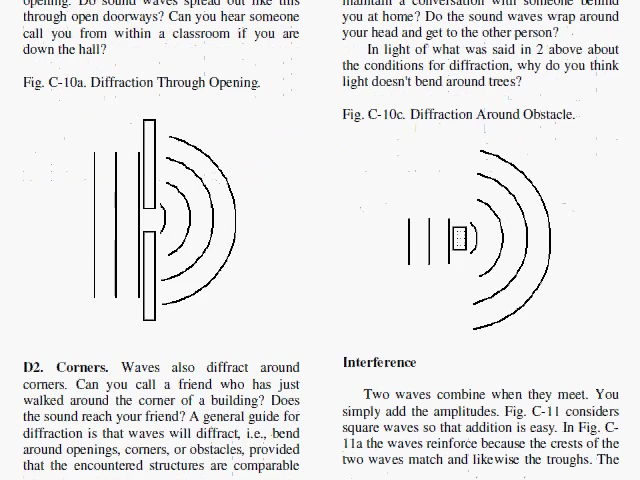 opening. Do sound waves spread out like this
through open doorways? Can you hear someone
call you from within a classroom if you are
down the hall?
Fig. C-10a. Diffraction Through Opening.
D2. Corners. Waves also diffract around
corners. Can you call a friend who has just
walked around the corner of a building? Does
the sound reach your friend? A general guide for
diffraction is that waves will diffract, i.e., bend
around openings, corners, or obstacles, provided
that the encountered structures are comparable
maintain a conversation with someone behind
you at home? Do the sound waves wrap around
your head and get to the other person?
In light of what was said in 2 above about
the conditions for diffraction, why do you think
light doesn't bend around trees?
Fig. C-10c. Diffraction Around Obstacle.
Interference
Two waves combine when they meet. You
simply add the amplitudes. Fig. C-11 considers
square waves so that addition is easy. In Fig. C-
11a the waves reinforce because the crests of the
two waves match and likewise the troughs. The